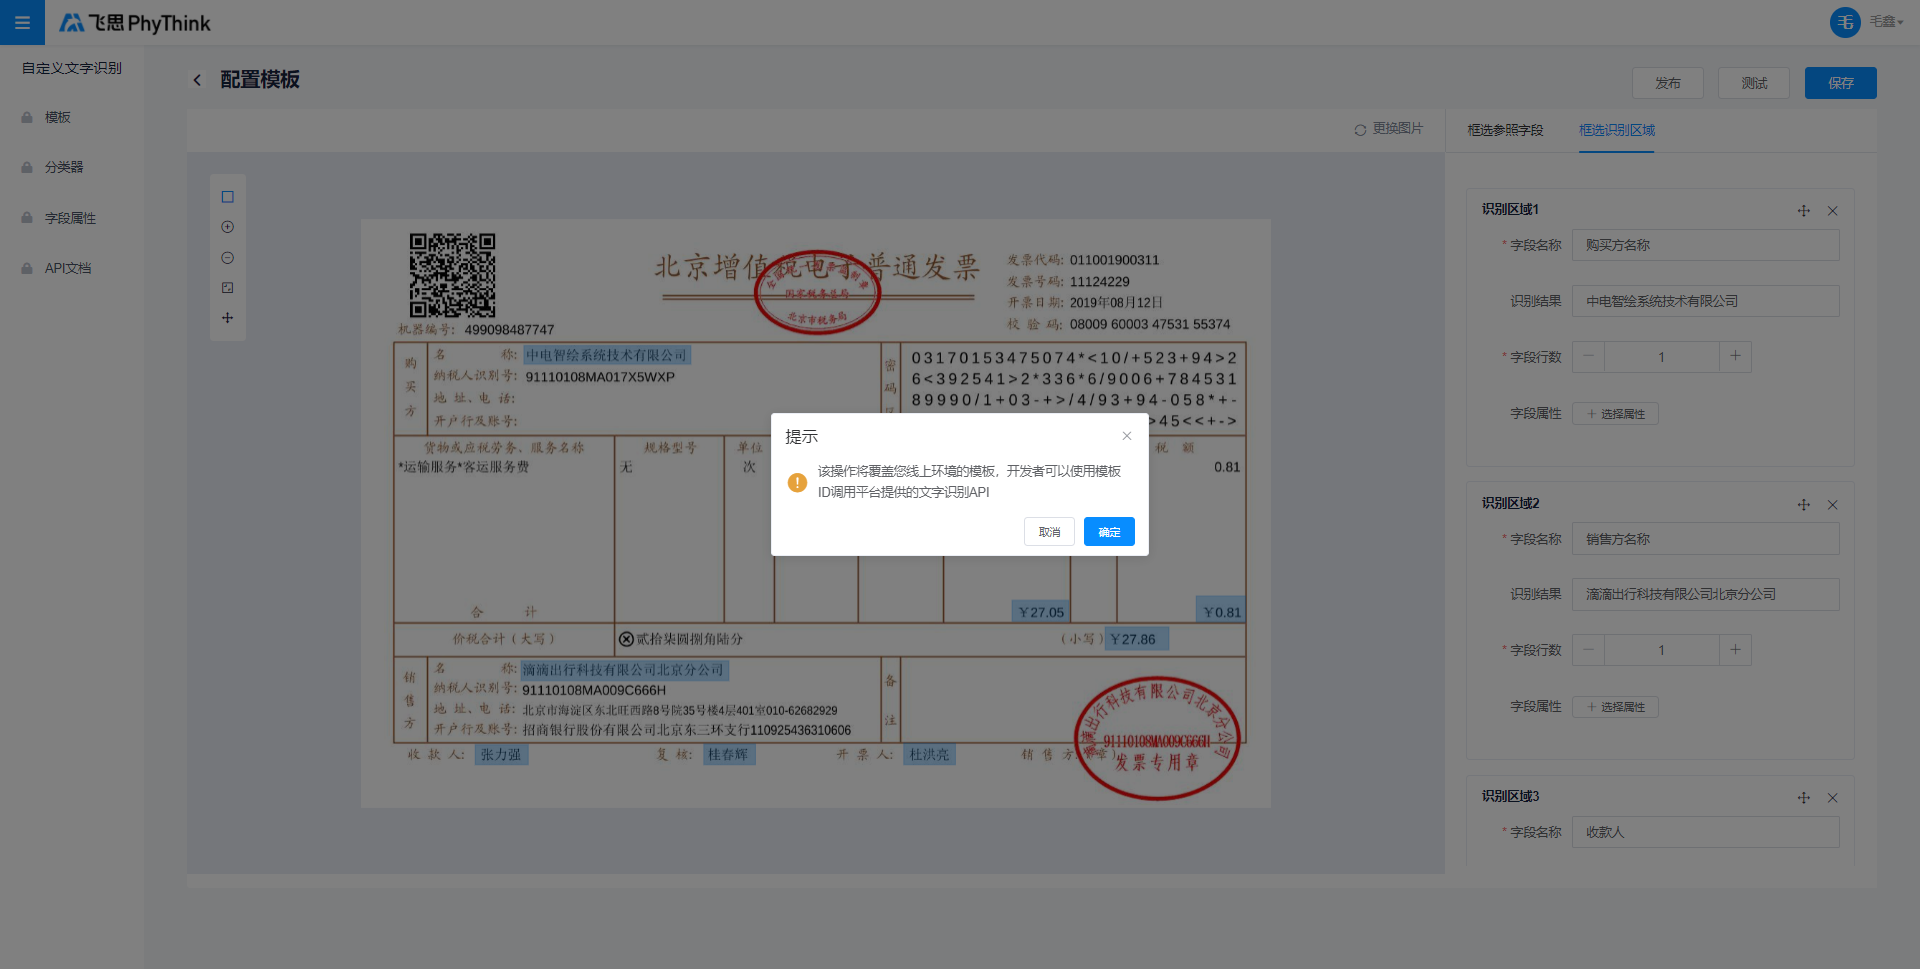 飞思PhyThink
毛
毛鑫
自定义文字识别
模板
分类器
字段属性
API文档
配置模板
发布
测试
保存
更换图片
框选参照字段
框选识别区域
北京增值税电子普通发票
国家税务总局
北京市税务局
发票代码: 011001900311
发票号码: 11124229
开票日期: 2019年08月12日
校 验 码: 08009 60003 47531 55374
机器编号: 499098487747
购买方
名 称: 中电智绘系统技术有限公司
纳税人识别号: 91110108MA017X5WXP
地 址、电 话:
开户行及账号:
密码
03170153475074*<10/+523+94>2
6<392541>2*336*6/9006+784531
89990/1+03-+>/4/93+94-058*+-
>45<<+->
货物或应税劳务、服务名称
规格型号
单位
税 额
*运输服务*客运服务费
无
次
0.81
合 计
￥27.05
￥0.81
价税合计（大写）
贰拾柒圆捌角陆分
（小写）￥27.86
销售方
名 称: 滴滴出行科技有限公司北京分公司
纳税人识别号: 91110108MA009C666H
地 址、电 话: 北京市海淀区东北旺西路8号院35号楼4层401室010-62682929
开户行及账号: 招商银行股份有限公司北京东三环支行110925436310606
备注
收 款 人: 张力强
复 核: 桂春辉
开 票 人: 杜洪亮
销 售 方:(章)
滴滴出行科技有限公司北京分公司
91110108MA009C666H
发票专用章
提示
该操作将覆盖您线上环境的模板，开发者可以使用模板
ID调用平台提供的文字识别API
取消
确定
识别区域1
* 字段名称 购买方名称
识别结果 中电智绘系统技术有限公司
* 字段行数 1
字段属性 + 选择属性
识别区域2
* 字段名称 销售方名称
识别结果 滴滴出行科技有限公司北京分公司
* 字段行数 1
字段属性 + 选择属性
识别区域3
* 字段名称 收款人